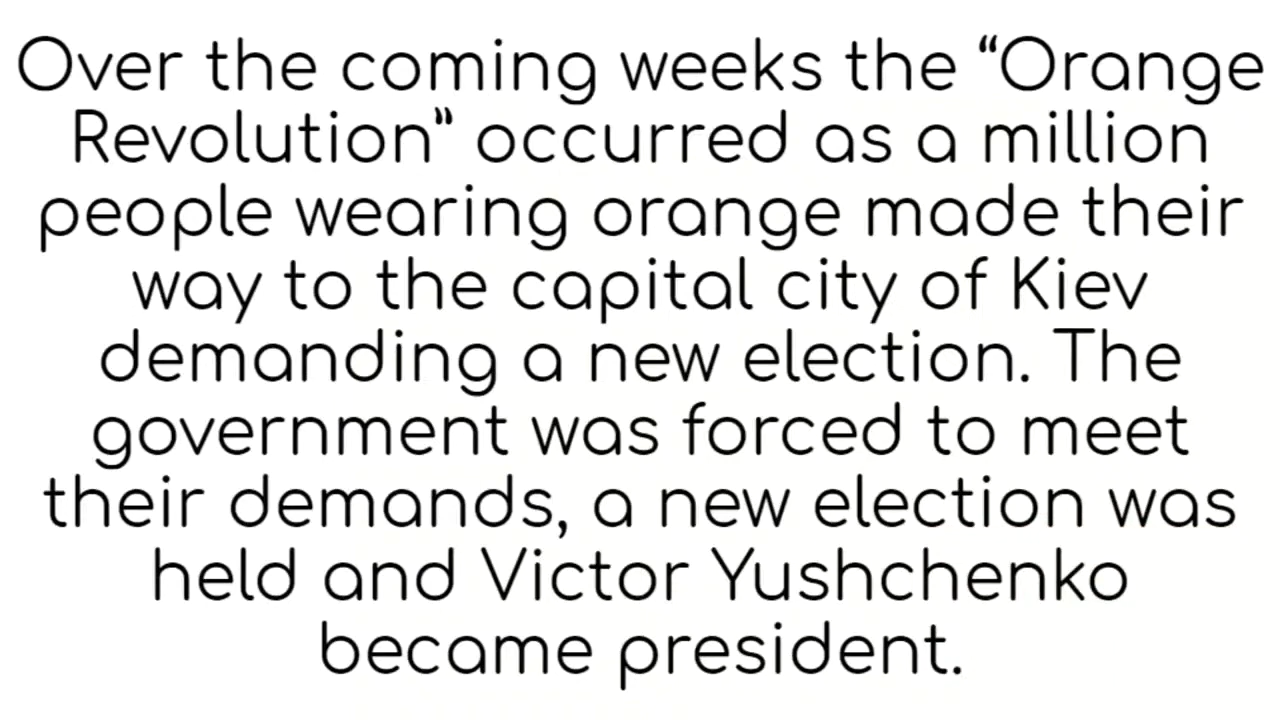 Over the coming weeks the “Orange
Revolution” occurred as a million
people wearing orange made their
way to the capital city of Kiev
demanding a new election. The
government was forced to meet
their demands, a new election was
held and Victor Yushchenko
became president.